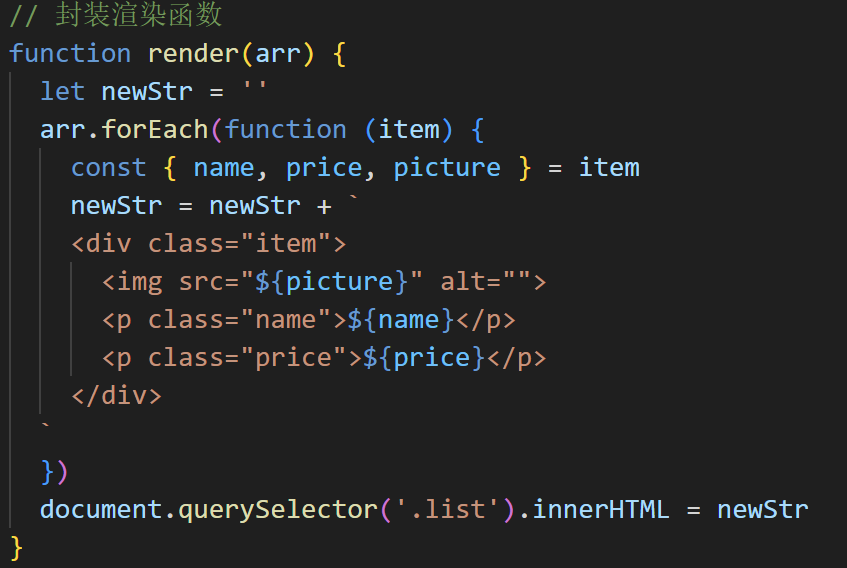 // 封装渲染函数
function render(arr) {
  let newStr = ''
  arr.forEach(function (item) {
    const { name, price, picture } = item
    newStr = newStr + `
    <div class="item">
      <img src="${picture}" alt="">
      <p class="name">${name}</p>
      <p class="price">${price}</p>
    </div>
  `
  })
  document.querySelector('.list').innerHTML = newStr
}